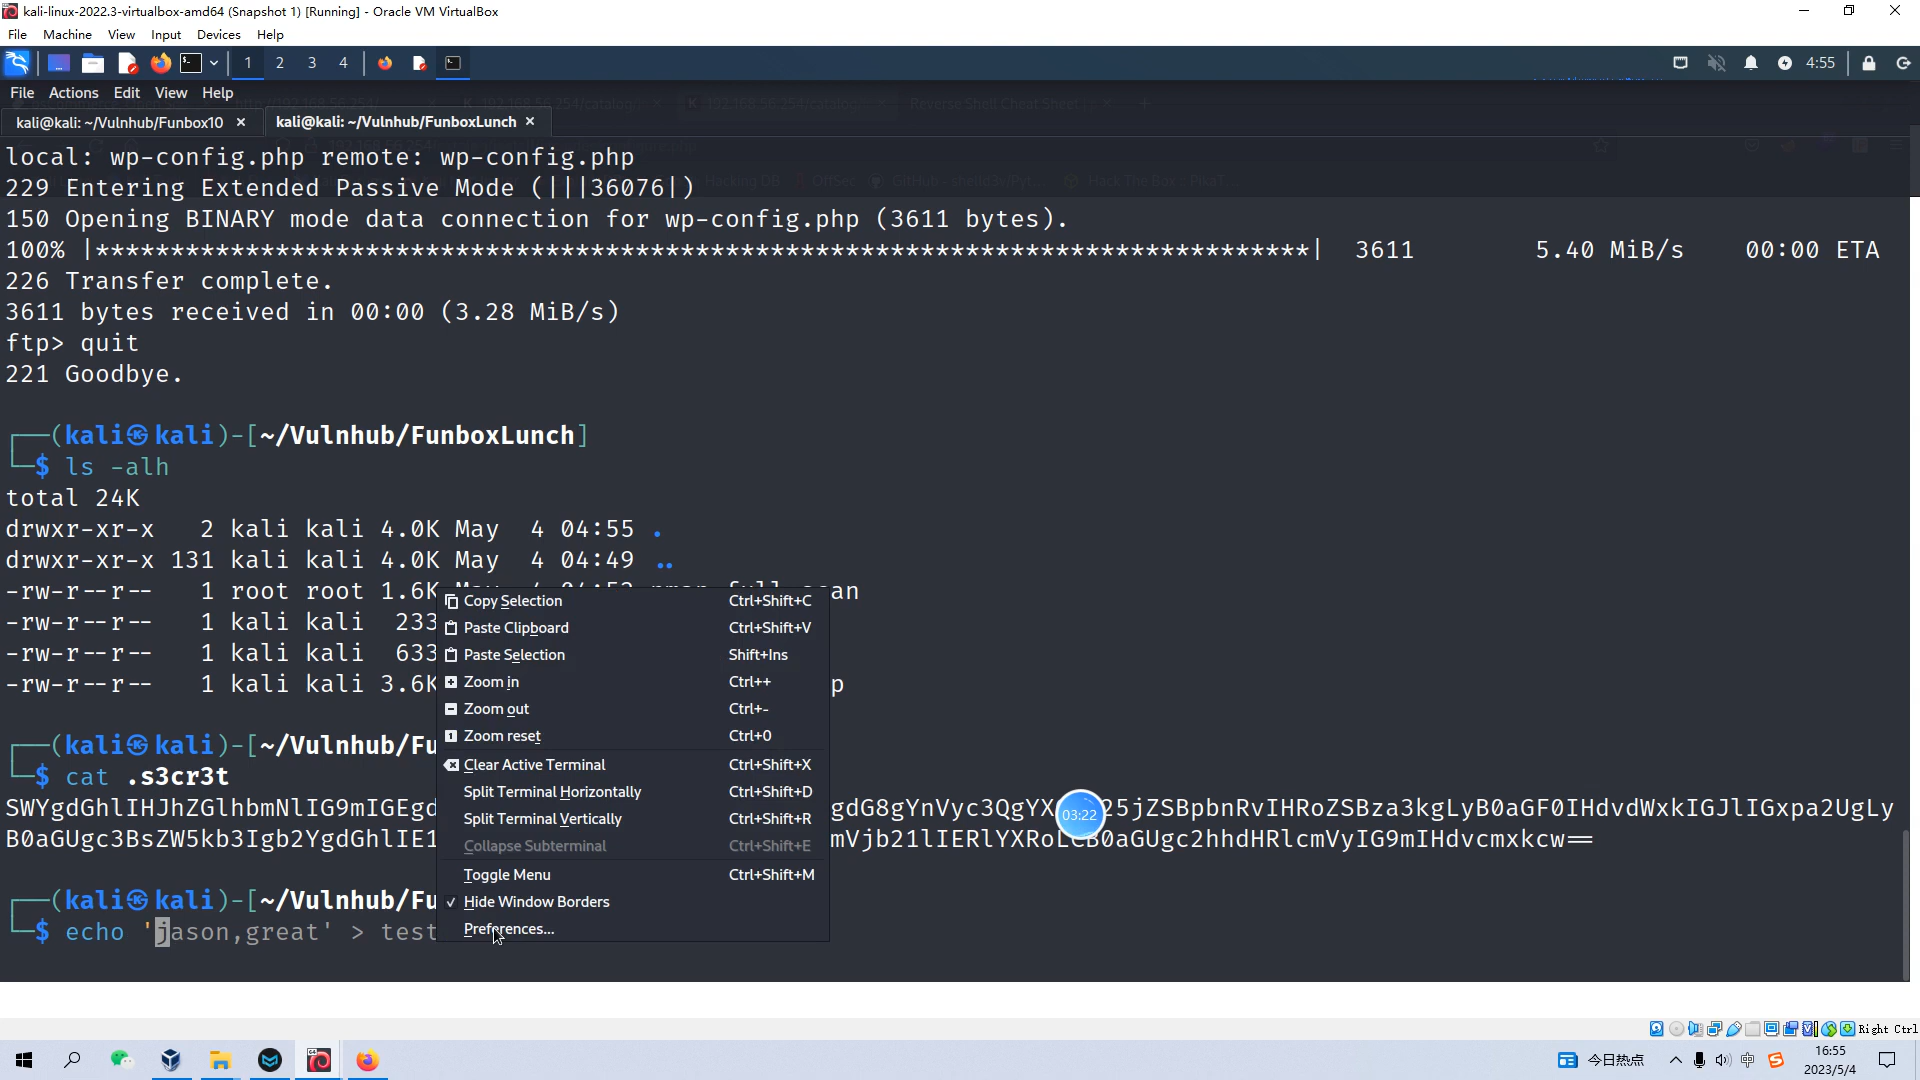 kali-linux-2022.3-virtualbox-amd64 (Snapshot 1) [Running] - Oracle VM VirtualBox
File Machine View Input Devices Help
1 2 3 4 4:55
File Actions Edit View Help
kali@kali: ~/Vulnhub/Funbox10 × kali@kali: ~/Vulnhub/FunboxLunch ×
local: wp-config.php remote: wp-config.php
229 Entering Extended Passive Mode (|||36076|)
150 Opening BINARY mode data connection for wp-config.php (3611 bytes).
3611 5.40 MiB/s 00:00 ETA
226 Transfer complete.
3611 bytes received in 00:00 (3.28 MiB/s)
ftp> quit
221 Goodbye.
(kali㉿kali)-[~/Vulnhub/FunboxLunch]
$ ls -alh
total 24K
drwxr-xr-x 2 kali kali 4.0K May 4 04:55 .
drwxr-xr-x 131 kali kali 4.0K May 4 04:49 ..
-rw-r--r-- 1 root root 1.6K
-rw-r--r-- 1 kali kali 233
-rw-r--r-- 1 kali kali 633
-rw-r--r-- 1 kali kali 3.6K
(kali㉿kali)-[~/Vulnhub/Fu
$ cat .s3cr3t
SWYgdGhlIHJhZGlhbmNlIG9mIGEgd
B0aGUgc3BsZW5kb3Igb2YgdGhlIE1
mVjb21lIERlYXRoLCB0aGUgc2hhdHRlcmVyIG9mIHdvcmxkcw==
(kali㉿kali)-[~/Vulnhub/Fu
$ echo 'jason,great' > test
Copy Selection Ctrl+Shift+C
Paste Clipboard Ctrl+Shift+V
Paste Selection Shift+Ins
Zoom in Ctrl++
Zoom out Ctrl+-
Zoom reset Ctrl+0
Clear Active Terminal Ctrl+Shift+X
Split Terminal Horizontally Ctrl+Shift+D
Split Terminal Vertically Ctrl+Shift+R
Collapse Subterminal Ctrl+Shift+E
Toggle Menu Ctrl+Shift+M
✓ Hide Window Borders
Preferences...
03:22
Right Ctrl
今日热点 中 16:55
2023/5/4